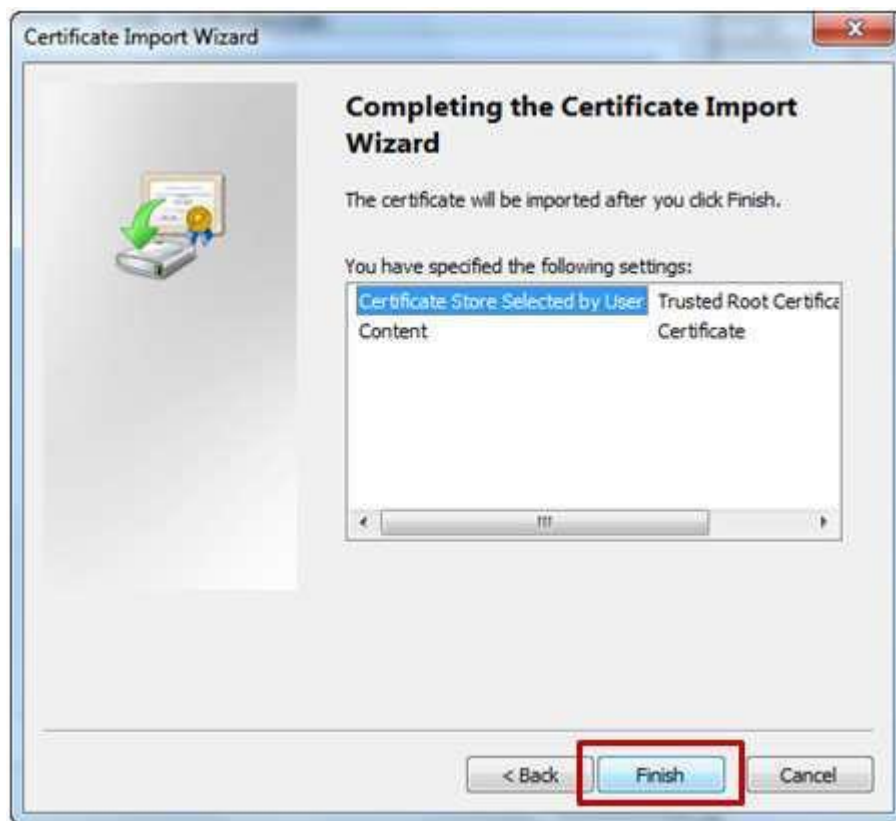 Certificate Import Wizard
Completing the Certificate Import
Wizard
The certificate will be imported after you click Finish.
You have specified the following settings:
Certificate Store Selected by User Trusted Root Certifica
Content Certificate
< Back Finish Cancel